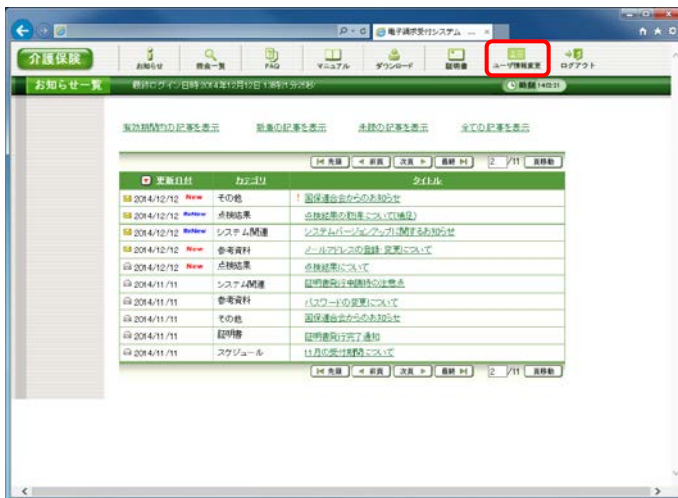 電子請求受付システム ...
介護保険
お知らせ 照会一覧 FAQ マニュアル ダウンロード 証明書 ユーザ情報変更 ログアウト
お知らせ一覧 最終ログイン日時:2014年12月12日 13時21分25秒 時刻 14:02:21
有効期間内の記事を表示 新着の記事を表示 未読の記事を表示 全ての記事を表示
先頭 前頁 次頁 最終 2 /11 頁移動
更新日付 カテゴリ タイトル
2014/12/12 New その他 ! 国保連合会からのお知らせ
2014/12/12 ReNew 点検結果 点検結果の効率について(補足)
2014/12/12 ReNew システム関連 システムバージョンアップに関するお知らせ
2014/12/12 New 参考資料 メールアドレスの登録・変更について
2014/12/12 New 点検結果 点検結果について
2014/11/11 システム関連 証明書発行申請時の注意点
2014/11/11 参考資料 パスワードの変更について
2014/11/11 その他 国保連合会からのお知らせ
2014/11/11 証明書 証明書発行完了通知
2014/11/11 スケジュール 11月の受付期間について
先頭 前頁 次頁 最終 2 /11 頁移動